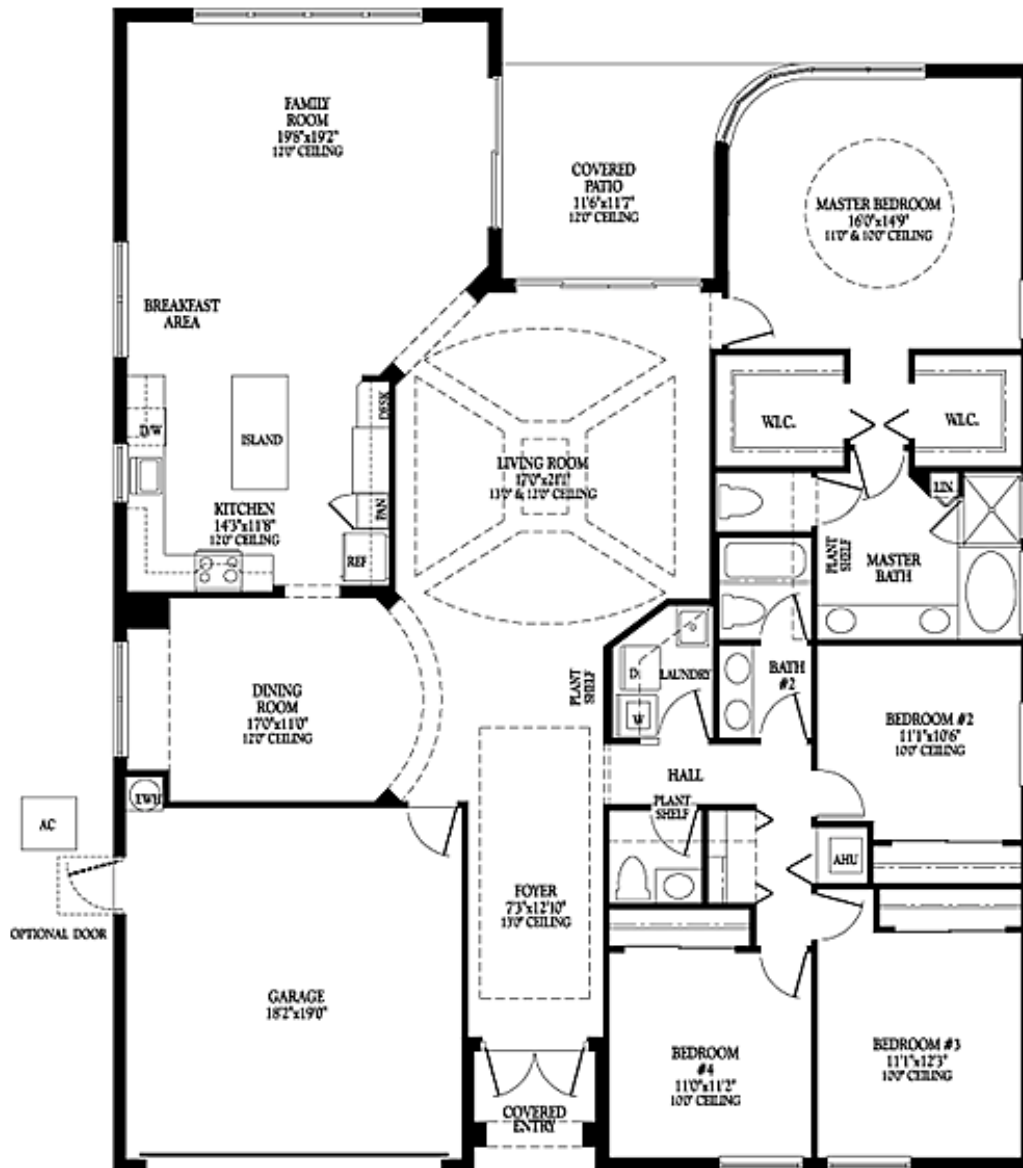 FAMILY
ROOM
19'8"x19'2"
12'0" CEILING
COVERED
PATIO
11'6"x11'7"
12'0" CEILING
MASTER BEDROOM
16'0"x14'9"
11'0" & 10'0" CEILING
BREAKFAST
AREA
D/W
ISLAND
DESK
W.I.C.
W.I.C.
LIVING ROOM
17'0"x21'1"
13'0" & 12'0" CEILING
KITCHEN
14'3"x11'8"
12'0" CEILING
PAN
REF
LIN
PLANT
SHELF
MASTER
BATH
DINING
ROOM
17'0"x11'0"
12'0" CEILING
PLANT
SHELF
D
LAUNDRY
W
BATH
#2
BEDROOM #2
11'1"x10'6"
10'0" CEILING
HALL
PLANT
SHELF
AC
AHU
OPTIONAL DOOR
FOYER
7'3"x12'10"
13'0" CEILING
GARAGE
18'2"x19'0"
BEDROOM
#4
11'0"x11'2"
10'0" CEILING
BEDROOM #3
11'1"x12'3"
10'0" CEILING
COVERED
ENTRY